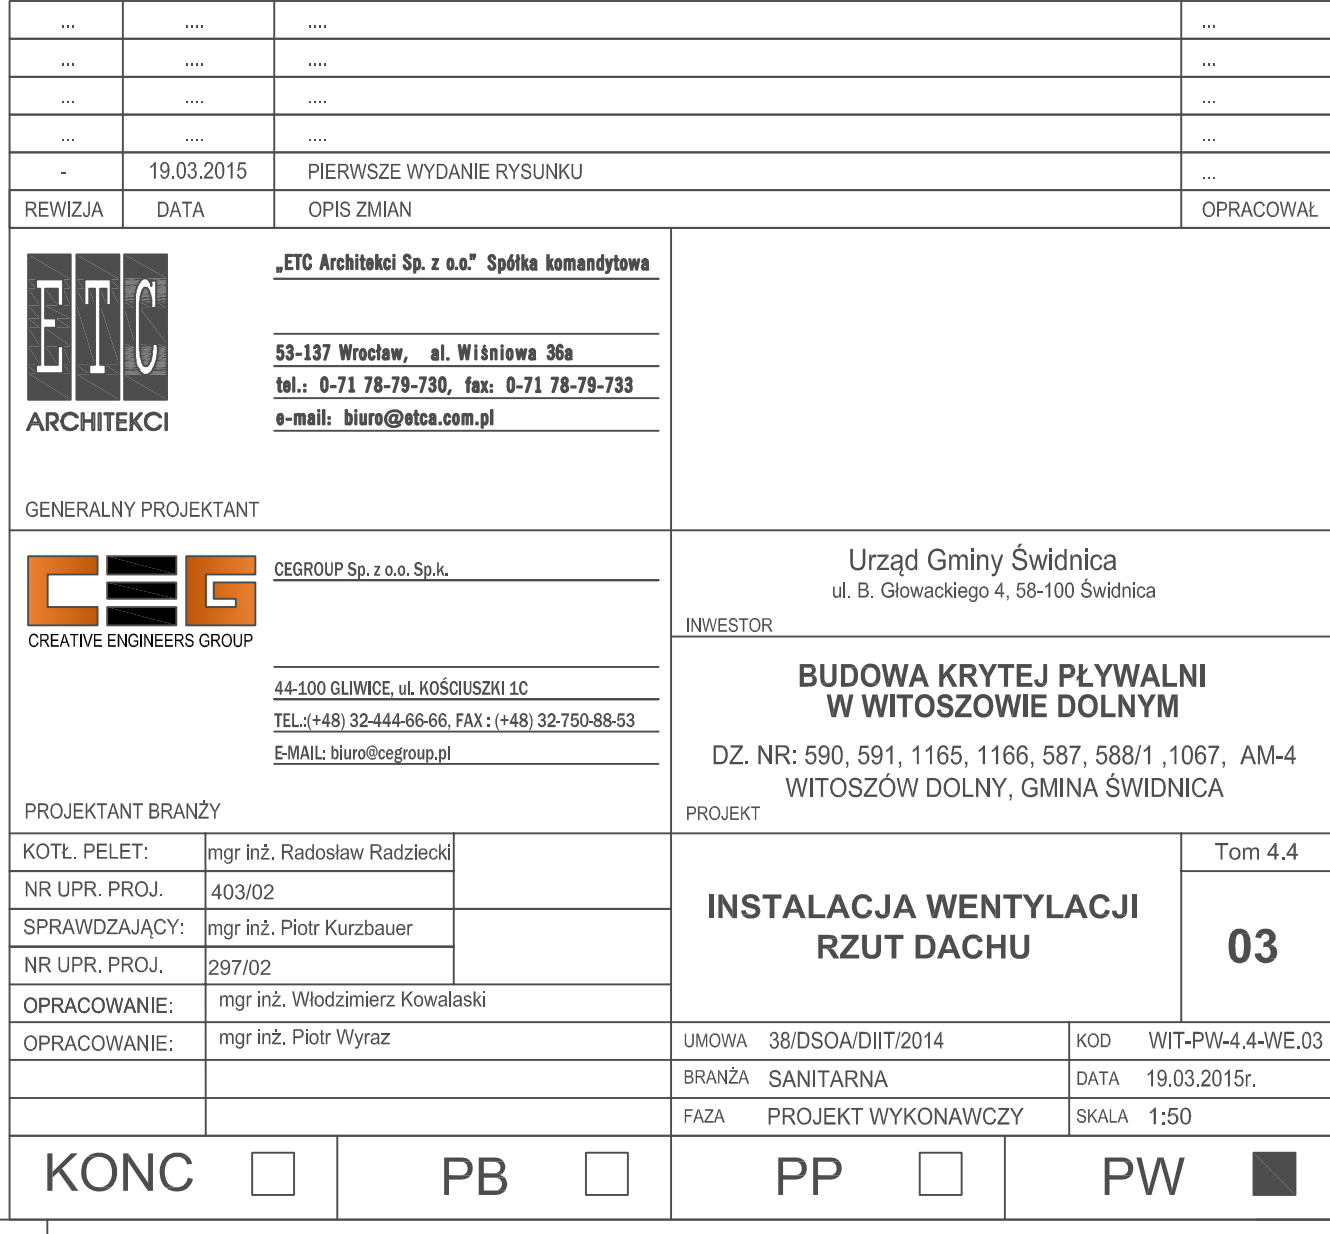 ... .... .... ...
... .... .... ...
... .... .... ...
... .... .... ...
- 19.03.2015 PIERWSZE WYDANIE RYSUNKU ...
REWIZJA DATA OPIS ZMIAN OPRACOWAŁ
ETC
ARCHITEKCI
„ETC Architekci Sp. z o.o.” Spółka komandytowa
53-137 Wrocław, al. Wiśniowa 36a
tel.: 0-71 78-79-730, fax: 0-71 78-79-733
e-mail: biuro@etca.com.pl
GENERALNY PROJEKTANT
CEG
CREATIVE ENGINEERS GROUP
CEGROUP Sp. z o.o. Sp.k.
44-100 GLIWICE, ul. KOŚCIUSZKI 1C
TEL.:(+48) 32-444-66-66, FAX : (+48) 32-750-88-53
E-MAIL: biuro@cegroup.pl
PROJEKTANT BRANŻY
Urząd Gminy Świdnica
ul. B. Głowackiego 4, 58-100 Świdnica
INWESTOR
BUDOWA KRYTEJ PŁYWALNI
W WITOSZOWIE DOLNYM
DZ. NR: 590, 591, 1165, 1166, 587, 588/1 ,1067, AM-4
WITOSZÓW DOLNY, GMINA ŚWIDNICA
PROJEKT
KOTŁ. PELET: mgr inż. Radosław Radziecki
NR UPR. PROJ. 403/02
SPRAWDZAJĄCY: mgr inż. Piotr Kurzbauer
NR UPR. PROJ. 297/02
OPRACOWANIE: mgr inż. Włodzimierz Kowalaski
OPRACOWANIE: mgr inż. Piotr Wyraz
INSTALACJA WENTYLACJI
RZUT DACHU
Tom 4.4
03
UMOWA 38/DSOA/DIIT/2014 KOD WIT-PW-4.4-WE.03
BRANŻA SANITARNA DATA 19.03.2015r.
FAZA PROJEKT WYKONAWCZY SKALA 1:50
KONC PB PP PW